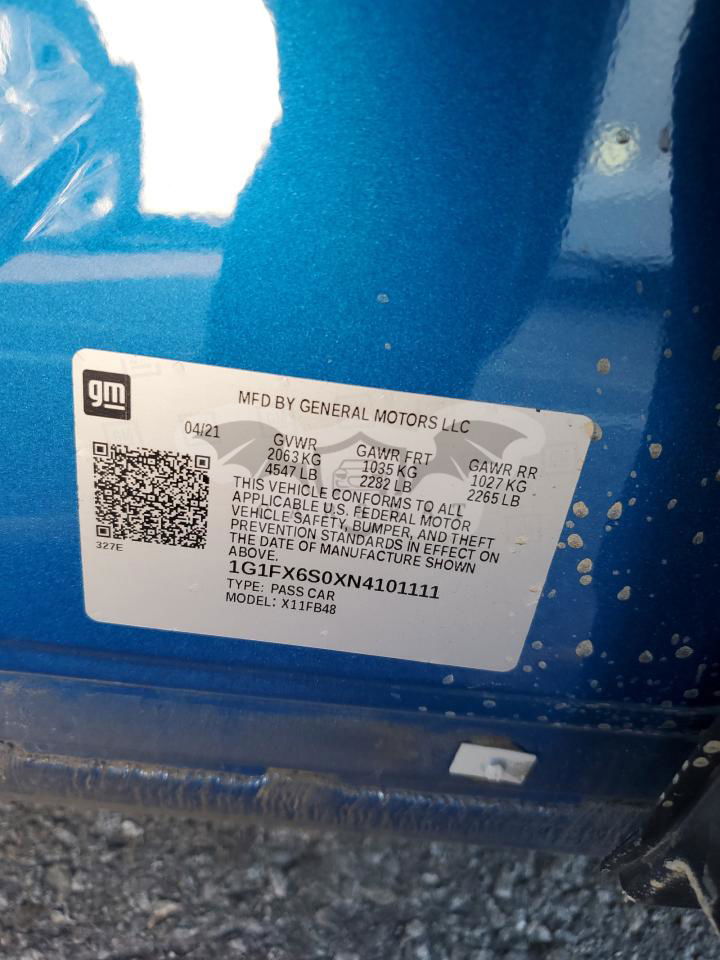 gm
MFD BY GENERAL MOTORS LLC
04/21
GVWR GAWR FRT GAWR RR
2063 KG 1035 KG 1027 KG
4547 LB 2282 LB 2265 LB
THIS VEHICLE CONFORMS TO ALL
APPLICABLE U.S. FEDERAL MOTOR
VEHICLE SAFETY, BUMPER, AND THEFT
PREVENTION STANDARDS IN EFFECT ON
THE DATE OF MANUFACTURE SHOWN
ABOVE.
327E
1G1FX6S0XN4101111
TYPE: PASS CAR
MODEL: X11FB48